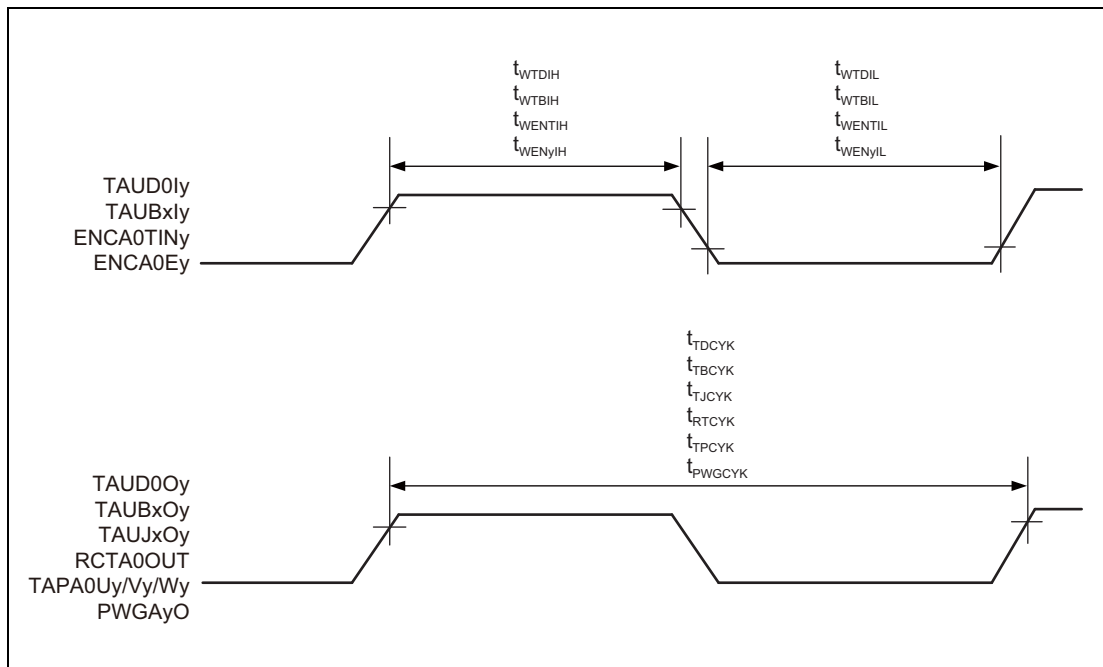 tWTDIH
tWTBIH
tWENTIH
tWENyIH
tWTDIL
tWTBIL
tWENTIL
tWENyIL
TAUD0Iy
TAUBxIy
ENCA0TINy
ENCA0Ey
tTDCYK
tTBCYK
tTJCYK
tRTCYK
tTPCYK
tPWGCYK
TAUD0Oy
TAUBxOy
TAUJxOy
RCTA0OUT
TAPA0Uy/Vy/Wy
PWGAyO